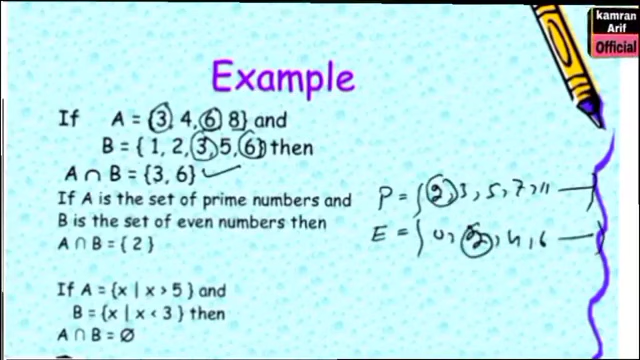 kamran
Arif
Official
Example
If A = {3, 4, 6, 8} and
B = { 1, 2, 3, 5, 6} then
A ∩ B = {3, 6}
If A is the set of prime numbers and
B is the set of even numbers then
A ∩ B = { 2 }
P = { 2, 3, 5, 7, 11 — }
E = { 0, 2, 4, 6 — }
If A = {x | x > 5 } and
B = {x | x < 3 } then
A ∩ B = ∅